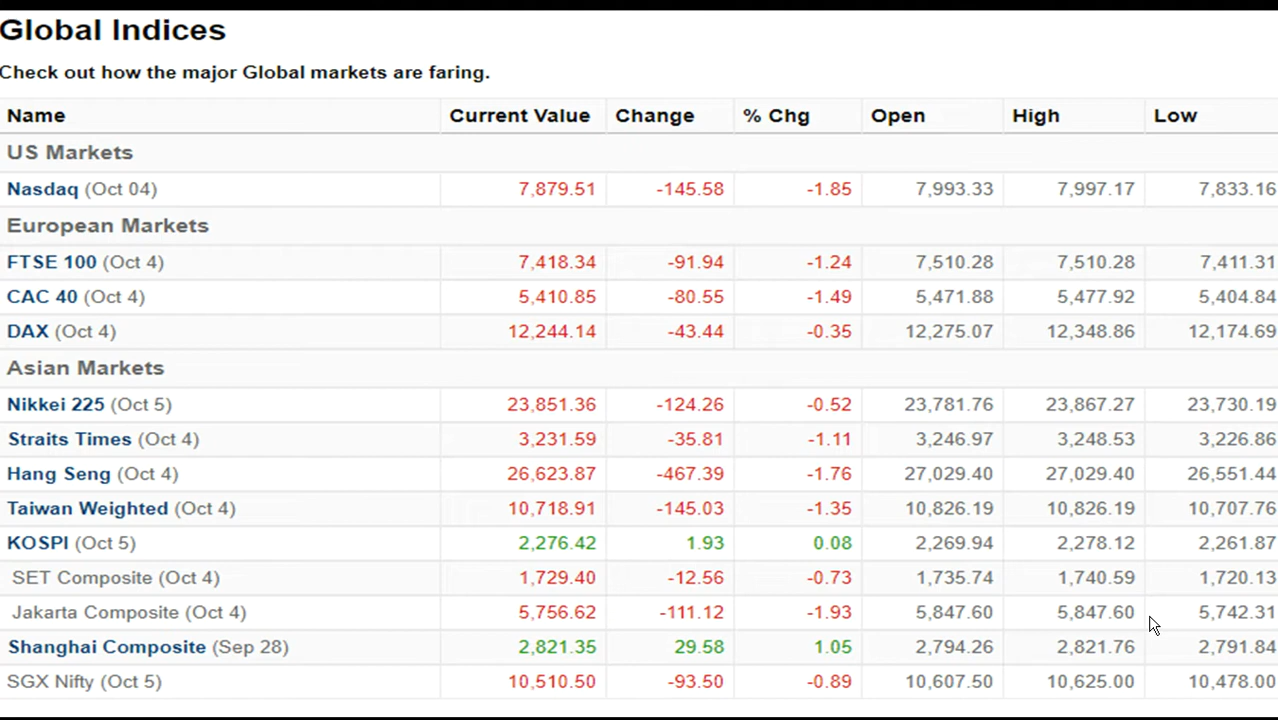 Global Indices
Check out how the major Global markets are faring.
Name Current Value Change % Chg Open High Low
US Markets
Nasdaq (Oct 04) 7,879.51 -145.58 -1.85 7,993.33 7,997.17 7,833.16
European Markets
FTSE 100 (Oct 4) 7,418.34 -91.94 -1.24 7,510.28 7,510.28 7,411.31
CAC 40 (Oct 4) 5,410.85 -80.55 -1.49 5,471.88 5,477.92 5,404.84
DAX (Oct 4) 12,244.14 -43.44 -0.35 12,275.07 12,348.86 12,174.69
Asian Markets
Nikkei 225 (Oct 5) 23,851.36 -124.26 -0.52 23,781.76 23,867.27 23,730.19
Straits Times (Oct 4) 3,231.59 -35.81 -1.11 3,246.97 3,248.53 3,226.86
Hang Seng (Oct 4) 26,623.87 -467.39 -1.76 27,029.40 27,029.40 26,551.44
Taiwan Weighted (Oct 4) 10,718.91 -145.03 -1.35 10,826.19 10,826.19 10,707.76
KOSPI (Oct 5) 2,276.42 1.93 0.08 2,269.94 2,278.12 2,261.87
SET Composite (Oct 4) 1,729.40 -12.56 -0.73 1,735.74 1,740.59 1,720.13
Jakarta Composite (Oct 4) 5,756.62 -111.12 -1.93 5,847.60 5,847.60 5,742.31
Shanghai Composite (Sep 28) 2,821.35 29.58 1.05 2,794.26 2,821.76 2,791.84
SGX Nifty (Oct 5) 10,510.50 -93.50 -0.89 10,607.50 10,625.00 10,478.00